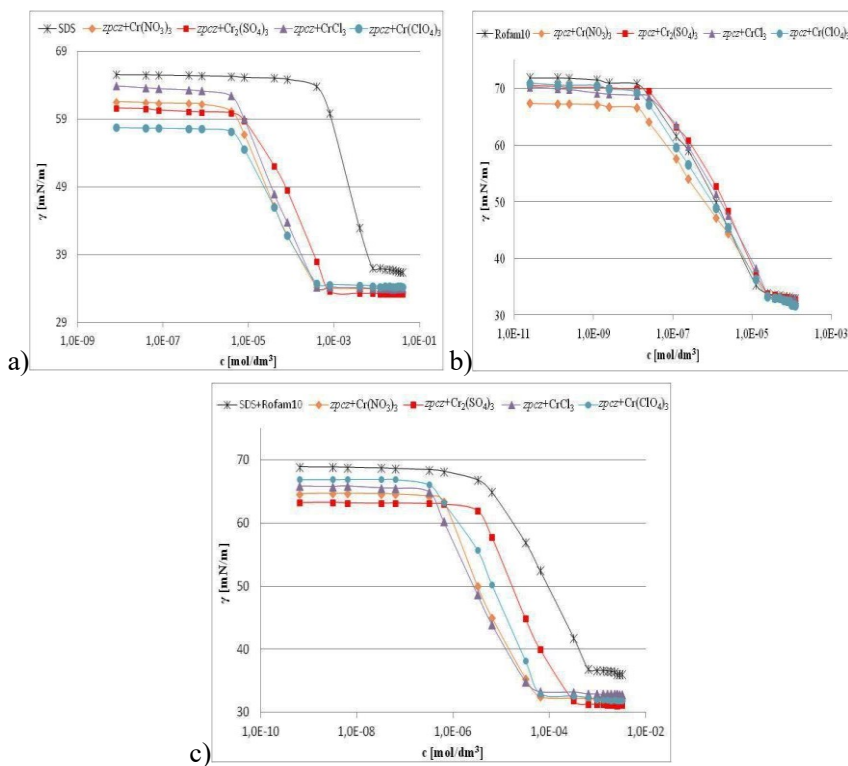 SDS zpcz+Cr(NO₃)₃ zpcz+Cr₂(SO₄)₃ zpcz+CrCl₃ zpcz+Cr(ClO₄)₃
69
59
49
39
29
γ [mN/m]
1,0E-09 1,0E-07 1,0E-05 1,0E-03 1,0E-01
c [mol/dm³]
a)
Rofam10 zpcz+Cr(NO₃)₃ zpcz+Cr₂(SO₄)₃ zpcz+CrCl₃ zpcz+Cr(ClO₄)₃
70
60
50
40
30
γ [mN/m]
1,0E-11 1,0E-09 1,0E-07 1,0E-05 1,0E-03
c [mol/dm³]
b)
SDS+Rofam10 zpcz+Cr(NO₃)₃ zpcz+Cr₂(SO₄)₃ zpcz+CrCl₃ zpcz+Cr(ClO₄)₃
70
60
50
40
30
γ [mN/m]
1,0E-10 1,0E-08 1,0E-06 1,0E-04 1,0E-02
c [mol/dm³]
c)